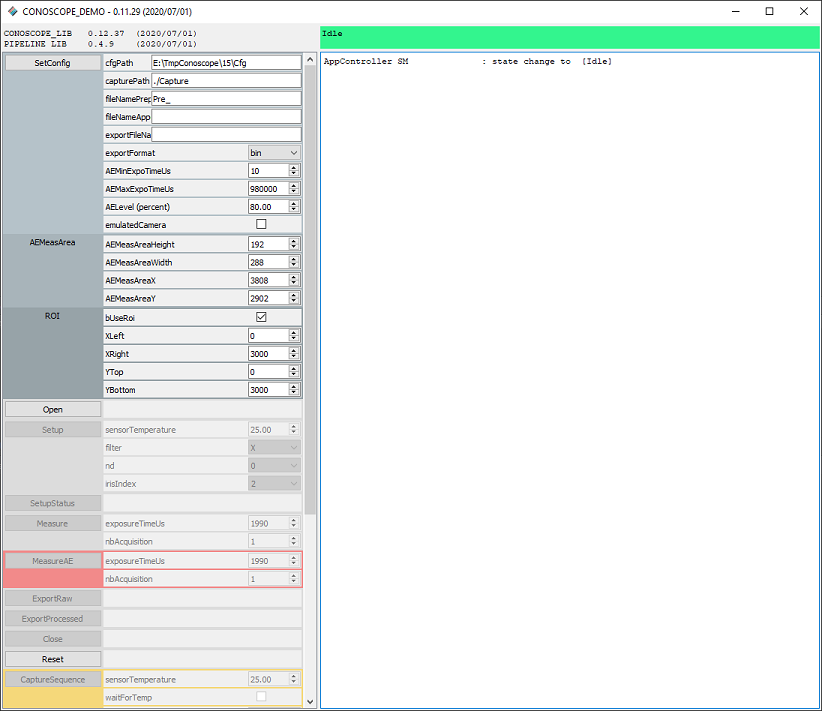 CONOSCOPE_DEMO - 0.11.29 (2020/07/01)
CONOSCOPE_LIB 0.12.37 (2020/07/01)
PIPELINE LIB 0.4.9 (2020/07/01)
Idle
AppController SM : state change to [Idle]
SetConfig cfgPath E:\TmpConoscope\15\Cfg
capturePath ./Capture
fileNamePrep Pre_
fileNameApp
exportFileNa
exportFormat bin
AEMinExpoTimeUs 10
AEMaxExpoTimeUs 980000
AELevel (percent) 80.00
emulatedCamera
AEMeasArea AEMeasAreaHeight 192
AEMeasAreaWidth 288
AEMeasAreaX 3808
AEMeasAreaY 2902
ROI bUseRoi
XLeft 0
XRight 3000
YTop 0
YBottom 3000
Open
Setup sensorTemperature 25.00
filter X
nd 0
irisIndex 2
SetupStatus
Measure exposureTimeUs 1990
nbAcquisition 1
MeasureAE exposureTimeUs 1990
nbAcquisition 1
ExportRaw
ExportProcessed
Close
Reset
CaptureSequence sensorTemperature 25.00
waitForTemp